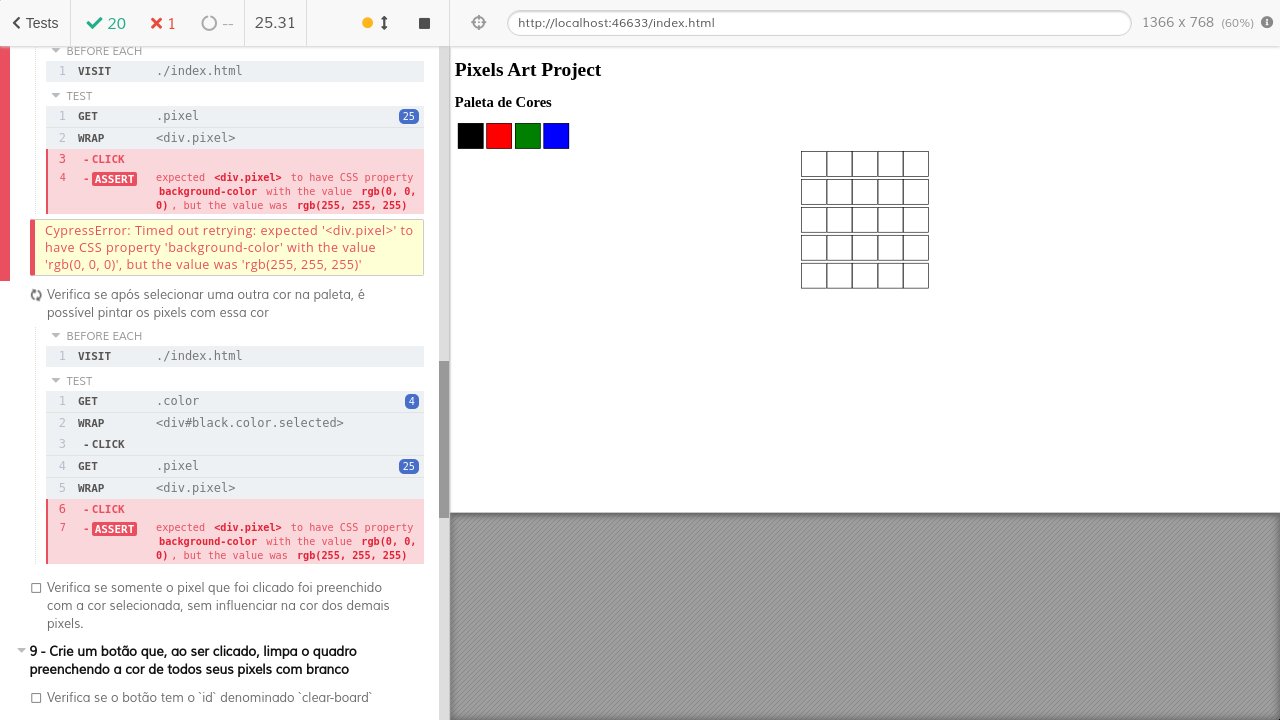 Tests 20 1 -- 25.31 http://localhost:46633/index.html 1366 x 768 (60%)
BEFORE EACH
1 VISIT ./index.html
TEST
1 GET .pixel 25
2 WRAP <div.pixel>
3 - CLICK
4 - ASSERT expected <div.pixel> to have CSS property
background-color with the value rgb(0, 0,
0), but the value was rgb(255, 255, 255)
CypressError: Timed out retrying: expected '<div.pixel>' to
have CSS property 'background-color' with the value
'rgb(0, 0, 0)', but the value was 'rgb(255, 255, 255)'
Verifica se após selecionar uma outra cor na paleta, é
possível pintar os pixels com essa cor
BEFORE EACH
1 VISIT ./index.html
TEST
1 GET .color 4
2 WRAP <div#black.color.selected>
3 - CLICK
4 GET .pixel 25
5 WRAP <div.pixel>
6 - CLICK
7 - ASSERT expected <div.pixel> to have CSS property
background-color with the value rgb(0, 0,
0), but the value was rgb(255, 255, 255)
Verifica se somente o pixel que foi clicado foi preenchido
com a cor selecionada, sem influenciar na cor dos demais
pixels.
9 - Crie um botão que, ao ser clicado, limpa o quadro
preenchendo a cor de todos seus pixels com branco
Verifica se o botão tem o `id` denominado `clear-board`
Pixels Art Project
Paleta de Cores